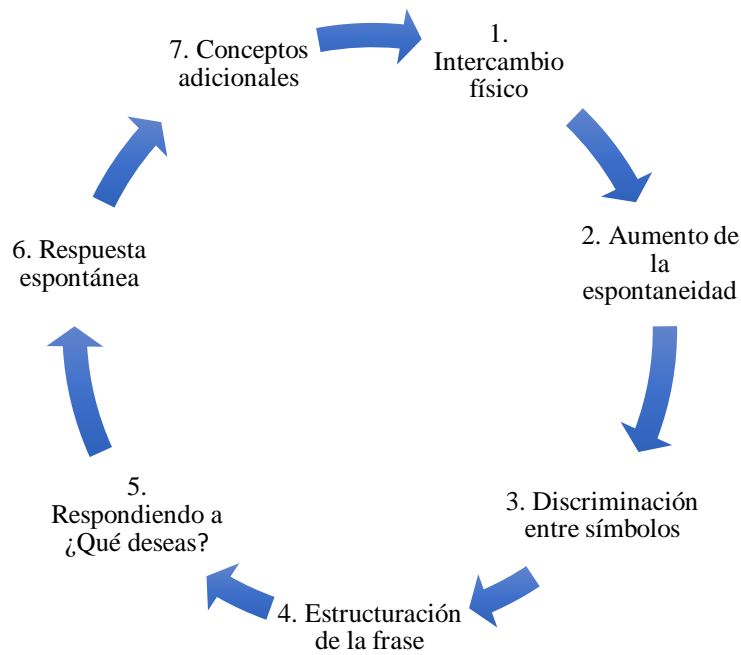 1.
Intercambio
físico
2. Aumento de
la
espontaneidad
3. Discriminación
entre símbolos
4. Estructuración
de la frase
5.
Respondiendo a
¿Qué deseas?
6. Respuesta
espontánea
7. Conceptos
adicionales